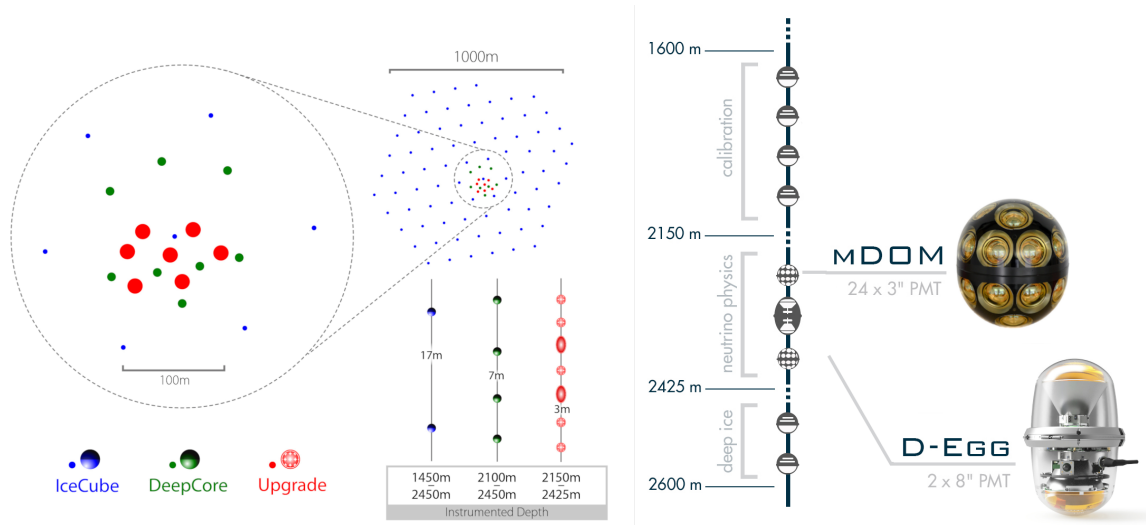 1000m
100m
17m
7m
3m
IceCube
DeepCore
Upgrade
1450m
–
2450m
2100m
–
2450m
2150m
–
2425m
Instrumented Depth
1600 m
calibration
2150 m
neutrino physics
2425 m
deep ice
2600 m
mDOM
24 x 3" PMT
D-Egg
2 x 8" PMT